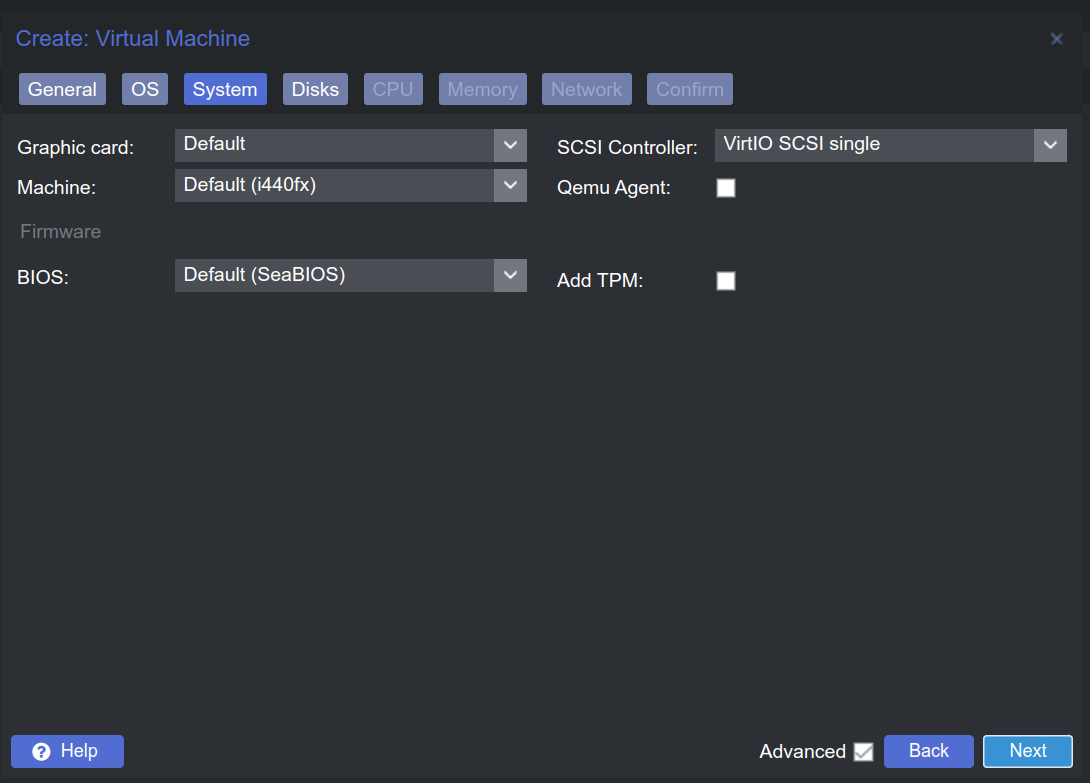 Create: Virtual Machine
General OS System Disks CPU Memory Network Confirm
Graphic card: Default SCSI Controller: VirtIO SCSI single
Machine: Default (i440fx) Qemu Agent:
Firmware
BIOS: Default (SeaBIOS) Add TPM:
Help Advanced Back Next